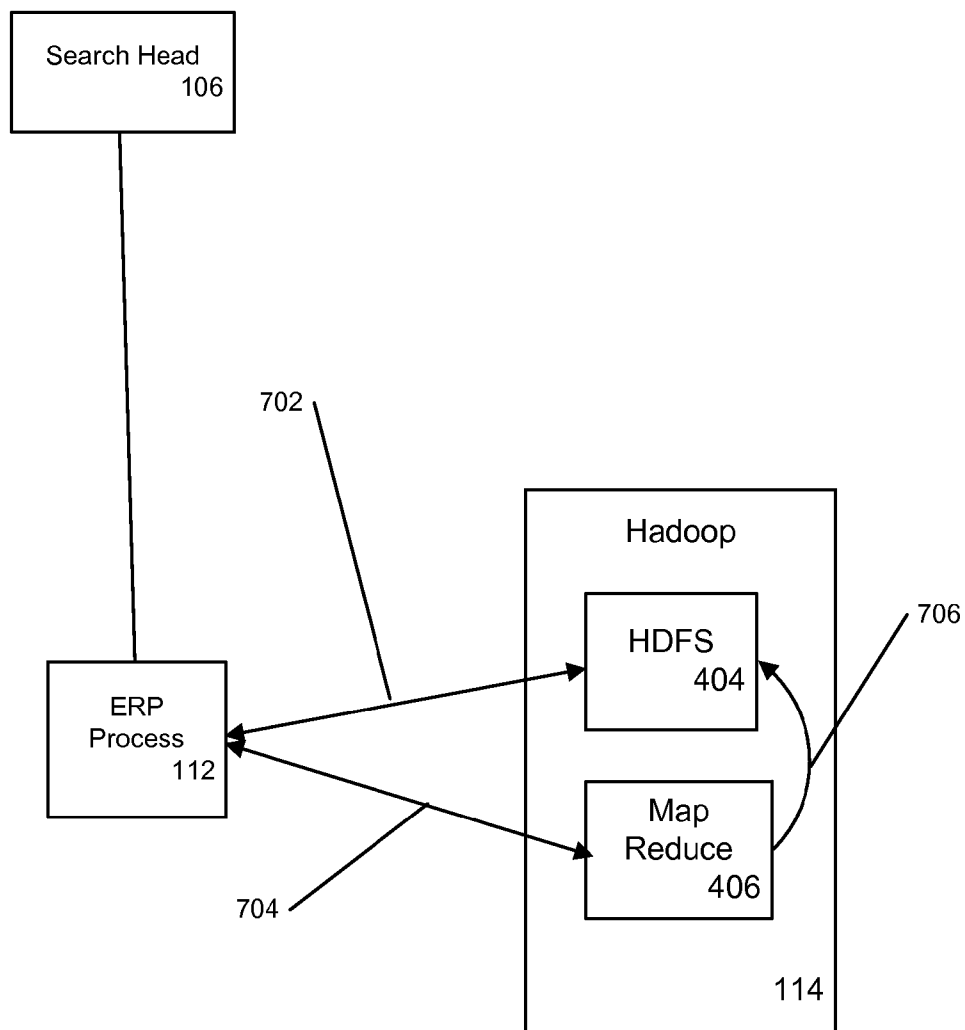 Search Head
106
702
Hadoop
HDFS
404
706
ERP
Process
112
Map
Reduce
406
704
114